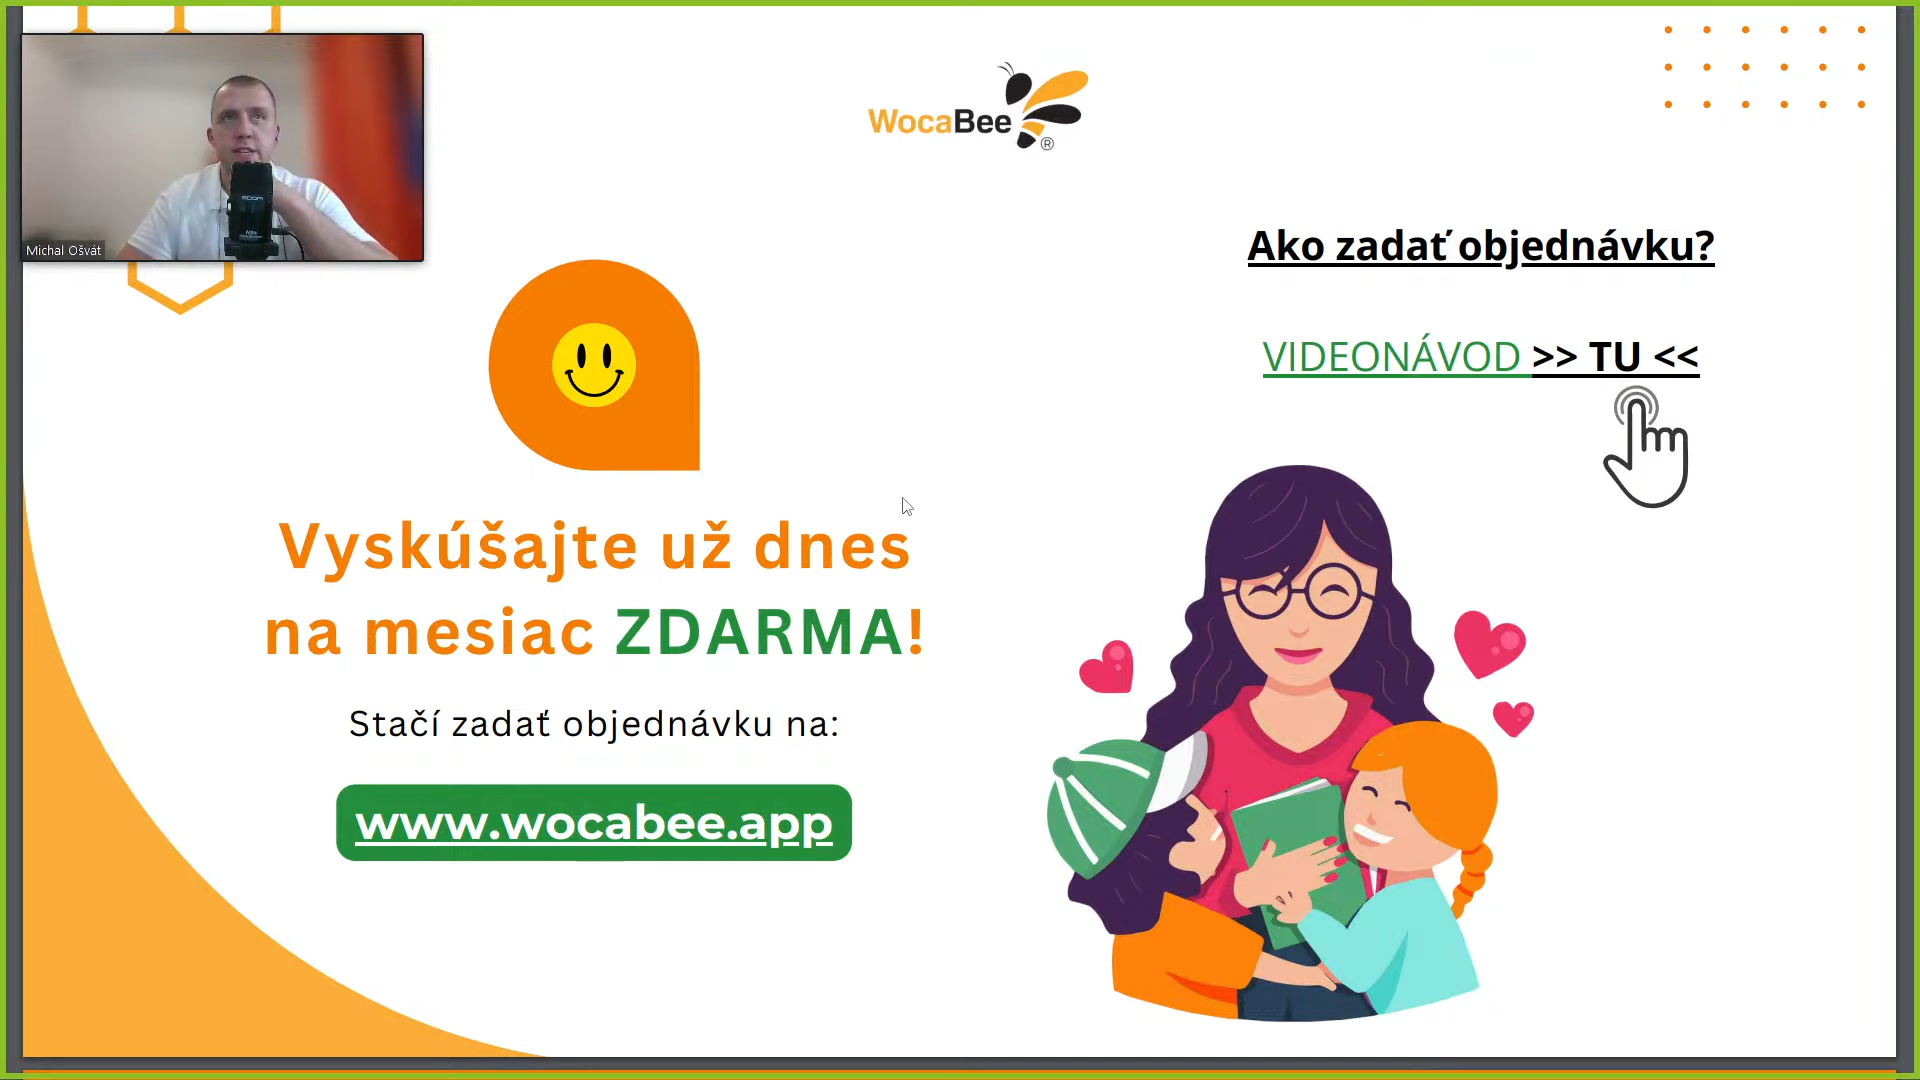 Michal Ošvát
WocaBee
®
Ako zadať objednávku?
VIDEONÁVOD >> TU <<
Vyskúšajte už dnes
na mesiac ZDARMA!
Stačí zadať objednávku na:
www.wocabee.app
zoom